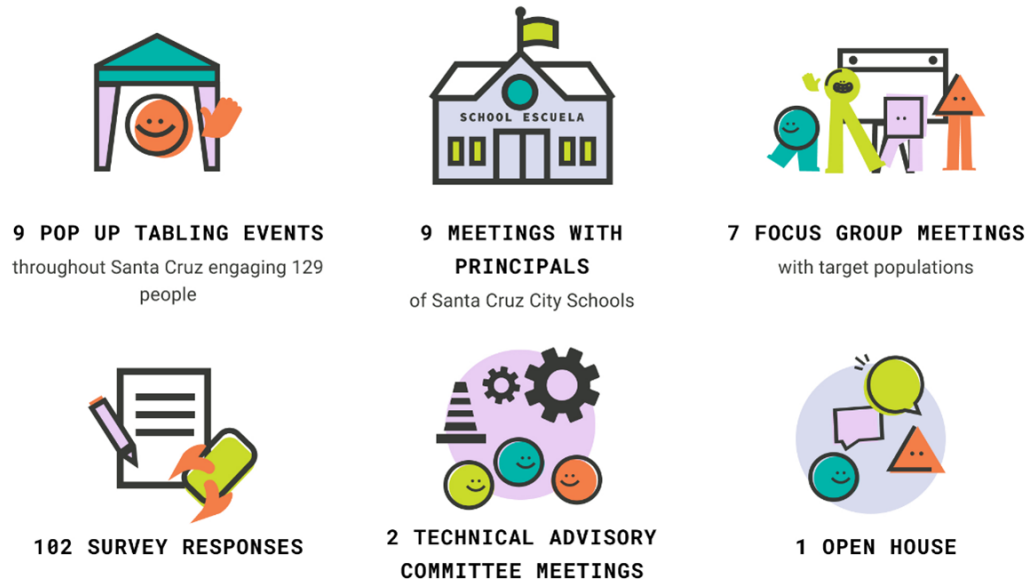 SCHOOL ESCUELA
9 POP UP TABLING EVENTS
throughout Santa Cruz engaging 129
people
9 MEETINGS WITH
PRINCIPALS
of Santa Cruz City Schools
7 FOCUS GROUP MEETINGS
with target populations
102 SURVEY RESPONSES
2 TECHNICAL ADVISORY
COMMITTEE MEETINGS
1 OPEN HOUSE